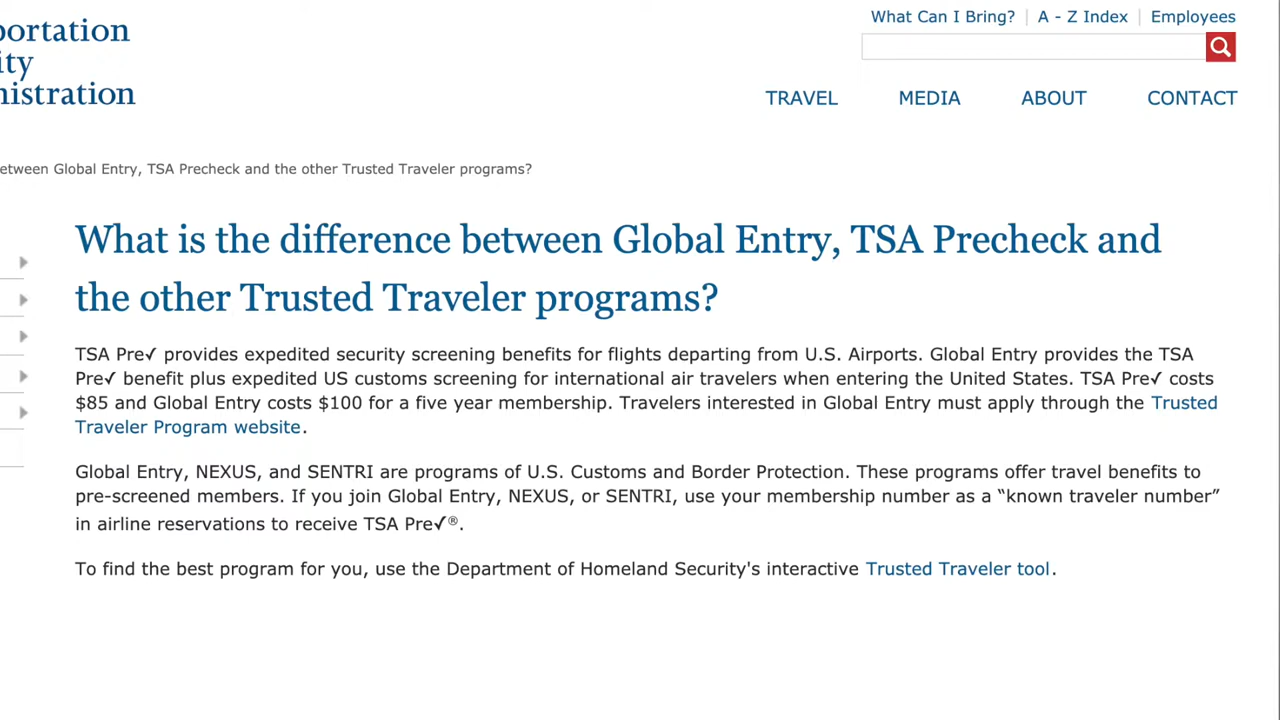 portation
ity
nistration
What Can I Bring? | A - Z Index | Employees
TRAVEL MEDIA ABOUT CONTACT
etween Global Entry, TSA Precheck and the other Trusted Traveler programs?
What is the difference between Global Entry, TSA Precheck and
the other Trusted Traveler programs?
TSA Pre✓ provides expedited security screening benefits for flights departing from U.S. Airports. Global Entry provides the TSA
Pre✓ benefit plus expedited US customs screening for international air travelers when entering the United States. TSA Pre✓ costs
$85 and Global Entry costs $100 for a five year membership. Travelers interested in Global Entry must apply through the Trusted
Traveler Program website.
Global Entry, NEXUS, and SENTRI are programs of U.S. Customs and Border Protection. These programs offer travel benefits to
pre-screened members. If you join Global Entry, NEXUS, or SENTRI, use your membership number as a “known traveler number”
in airline reservations to receive TSA Pre✓®.
To find the best program for you, use the Department of Homeland Security's interactive Trusted Traveler tool.